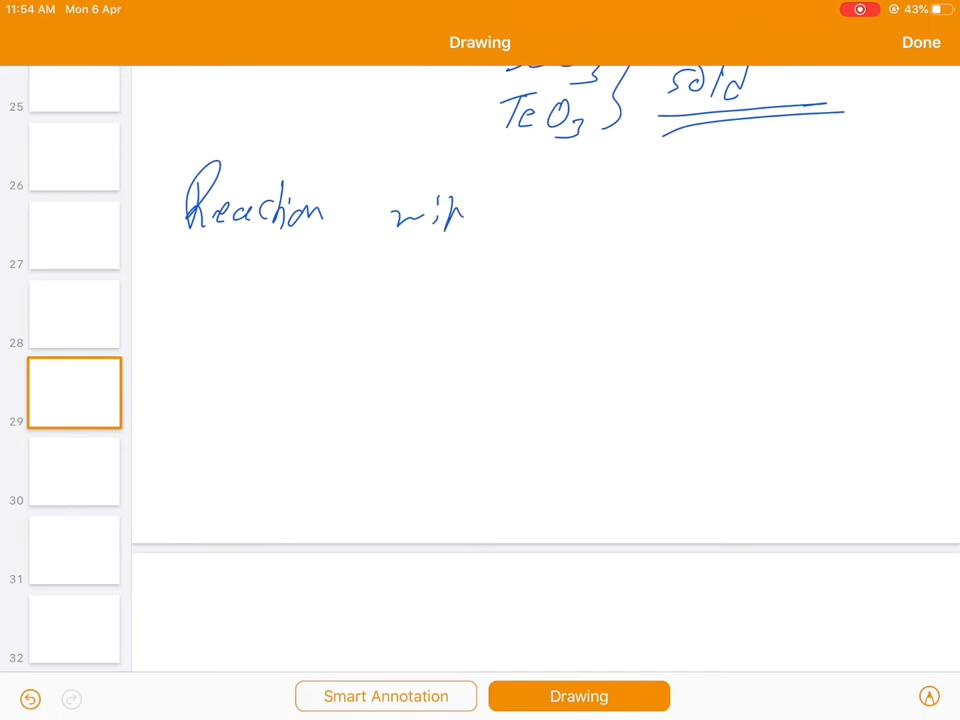 11:54 AM Mon 6 Apr
43%
Drawing
Done
TeO3 } solid
Reaction with
25
26
27
28
29
30
31
32
Smart Annotation
Drawing